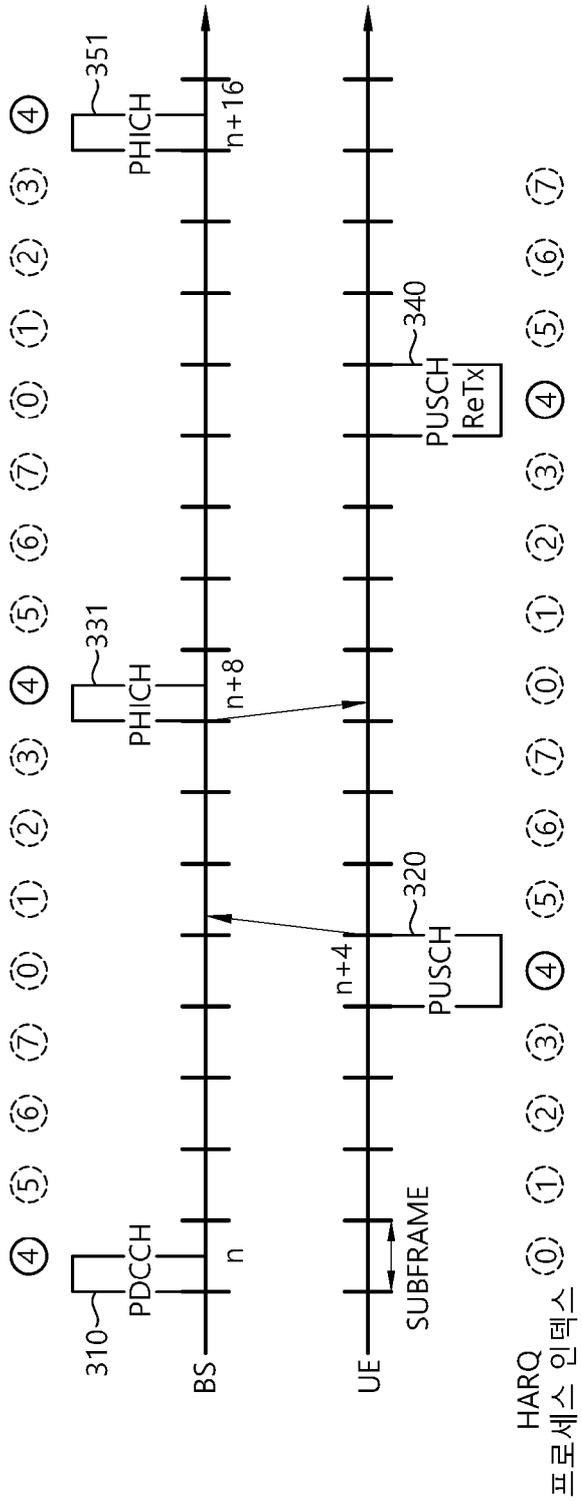 4 5 6 7 0 1 2 3 4 5 6 7 0 1 2 3 4
310 331 351
PDCCH PHICH PHICH
BS
n n+8 n+16
n+4
UE
SUBFRAME
320 340
PUSCH PUSCH
ReTx
HARQ
프로세스 인덱스
0 1 2 3 4 5 6 7 0 1 2 3 4 5 6 7